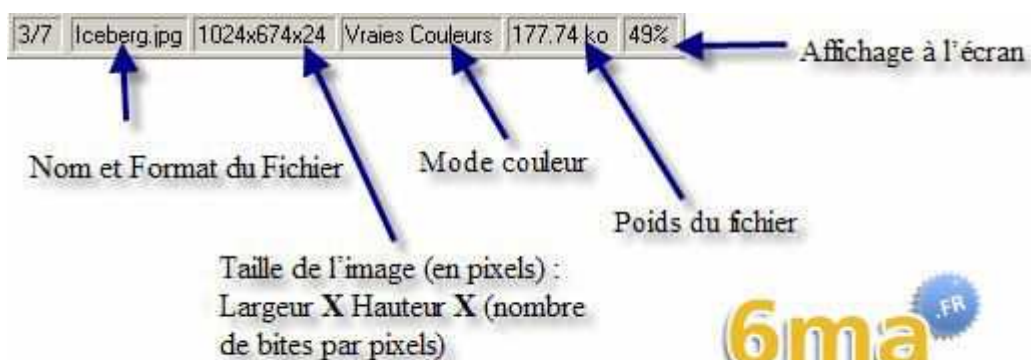 3/7 Iceberg.jpg 1024x674x24 Vraies Couleurs 177.74 ko 49%
Affichage à l'écran
Nom et Format du Fichier
Mode couleur
Poids du fichier
Taille de l'image (en pixels) :
Largeur X Hauteur X (nombre
de bites par pixels)
6ma .FR